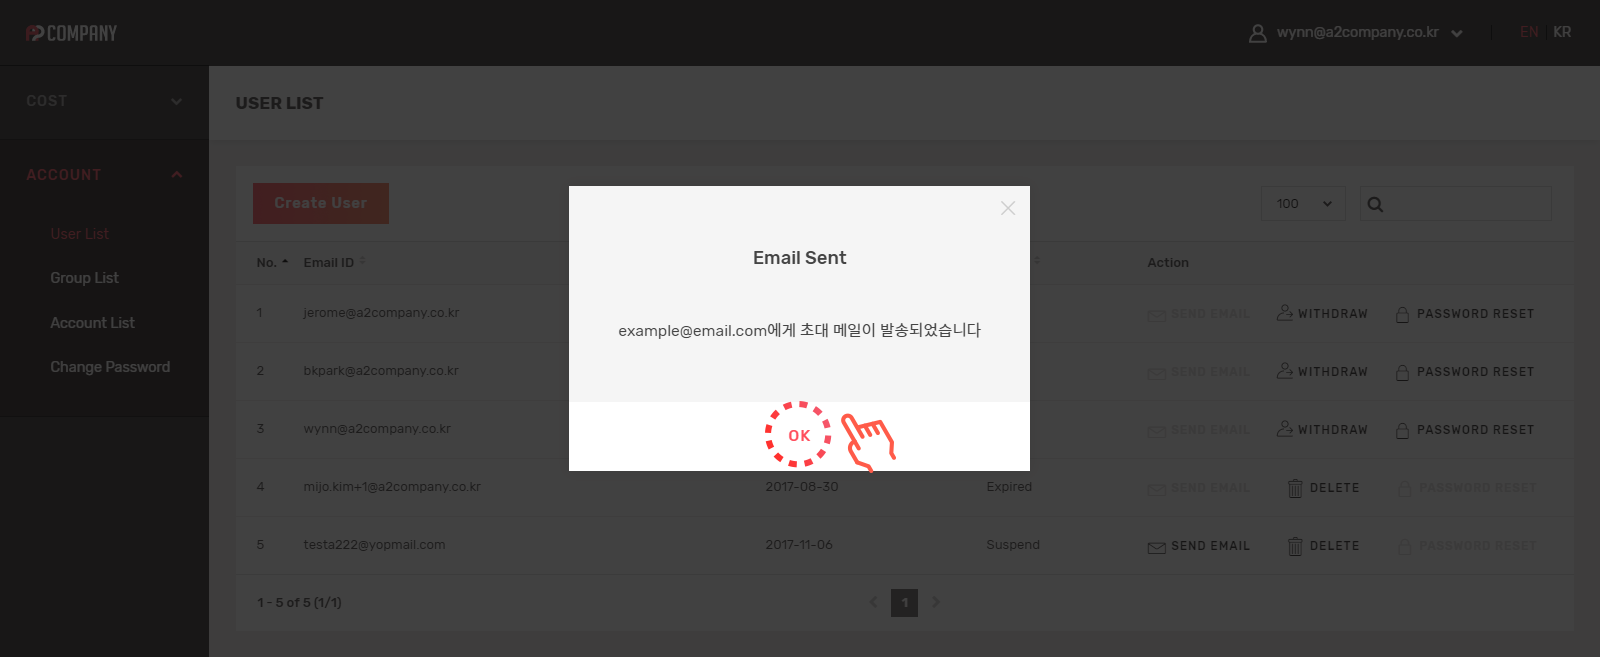 A2COMPANY
wynn@a2company.co.kr
EN KR
COST
ACCOUNT
User List
Group List
Account List
Change Password
USER LIST
Create User
100
No. Email ID Action
1 jerome@a2company.co.kr SEND EMAIL WITHDRAW PASSWORD RESET
2 bkpark@a2company.co.kr SEND EMAIL WITHDRAW PASSWORD RESET
3 wynn@a2company.co.kr SEND EMAIL WITHDRAW PASSWORD RESET
4 mijo.kim+1@a2company.co.kr 2017-08-30 Expired SEND EMAIL DELETE PASSWORD RESET
5 testa222@yopmail.com 2017-11-06 Suspend SEND EMAIL DELETE PASSWORD RESET
1 - 5 of 5 (1/1)
1
Email Sent
example@email.com에게 초대 메일이 발송되었습니다
OK